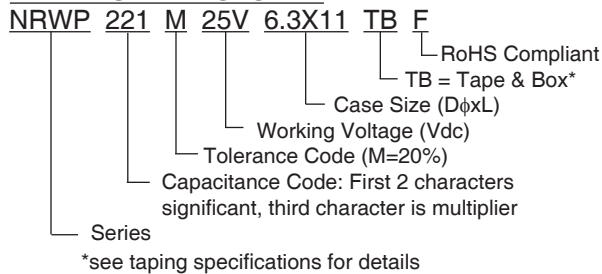 NRWP 221 M 25V 6.3X11 TB F
RoHS Compliant
TB = Tape & Box*
Case Size (DϕxL)
Working Voltage (Vdc)
Tolerance Code (M=20%)
Capacitance Code: First 2 characters
significant, third character is multiplier
Series
*see taping specifications for details